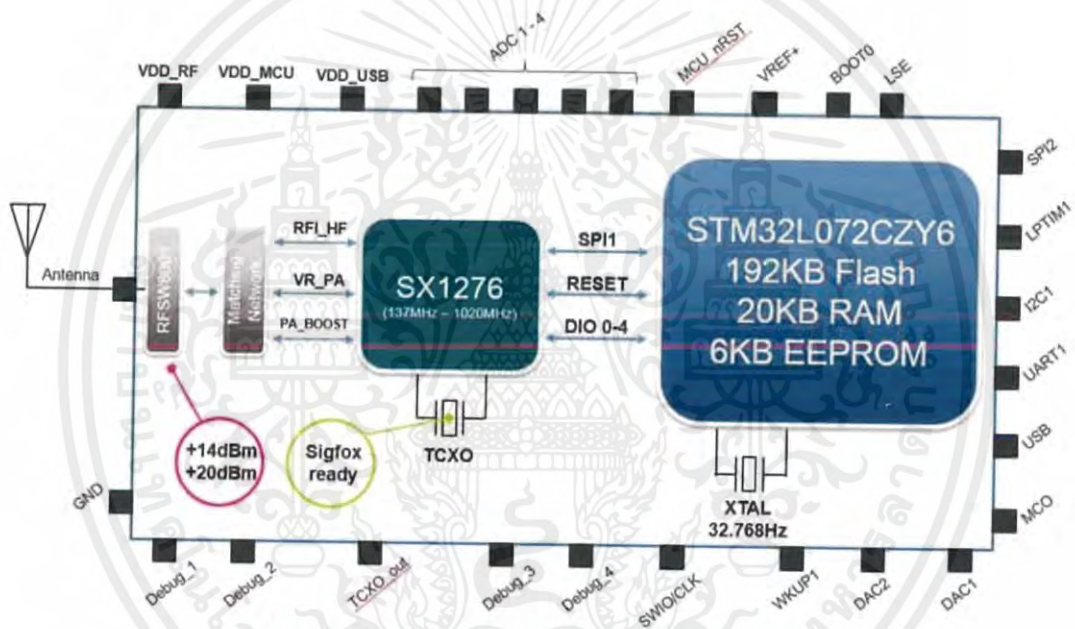 ADC 1 - 4
VDD_RF
VDD_MCU
VDD_USB
MCU_nRST
VREF+
BOOT0
LSE
SPI2
LPTIM1
I2C1
UART1
USB
MCO
Antenna
RFSwitch
Matching
Network
RFI_HF
VR_PA
PA_BOOST
SX1276
(137MHz – 1020MHz)
SPI1
RESET
DIO 0-4
STM32L072CZY6
192KB Flash
20KB RAM
6KB EEPROM
+14dBm
+20dBm
Sigfox
ready
TCXO
XTAL
32.768Hz
GND
Debug_1
Debug_2
TCXO_out
Debug_3
Debug_4
SWIO/CLK
WKUP1
DAC2
DAC1